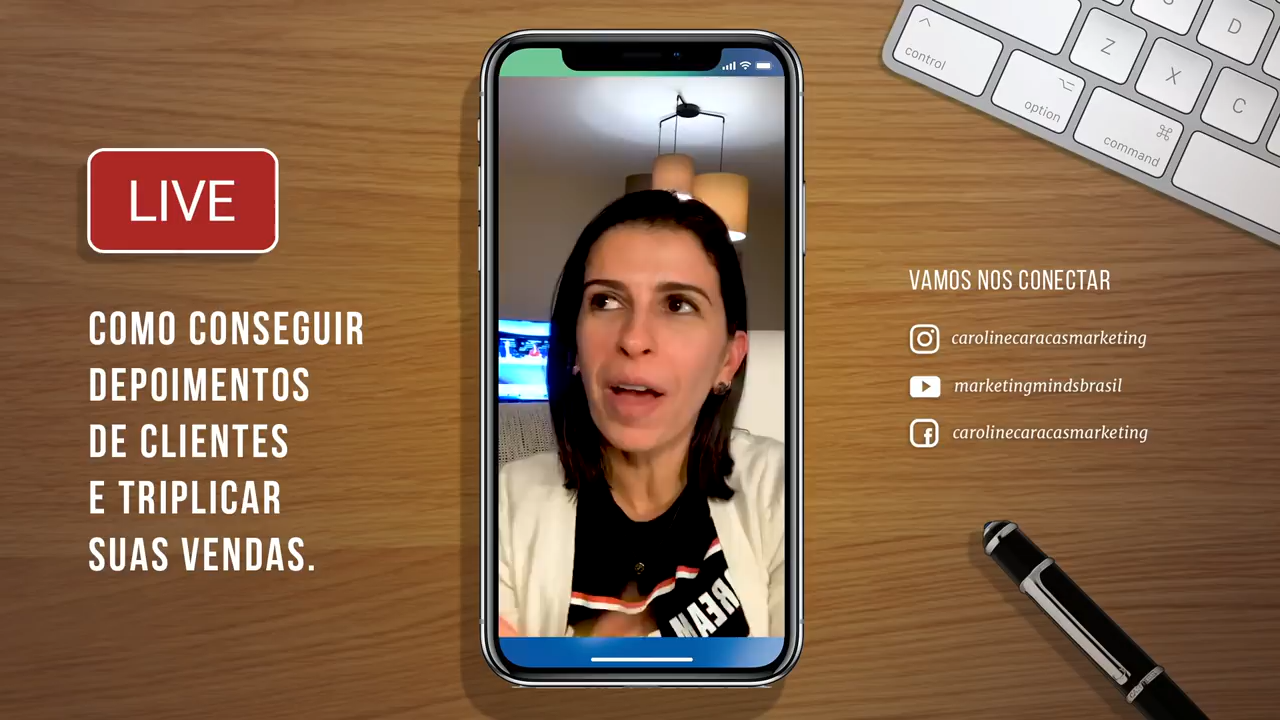 LIVE
COMO CONSEGUIR
DEPOIMENTOS
DE CLIENTES
E TRIPLICAR
SUAS VENDAS.
VAMOS NOS CONECTAR
carolinecaracasmarketing
marketingmindsbrasil
carolinecaracasmarketing
control
option
command
Z
X
C
S
D